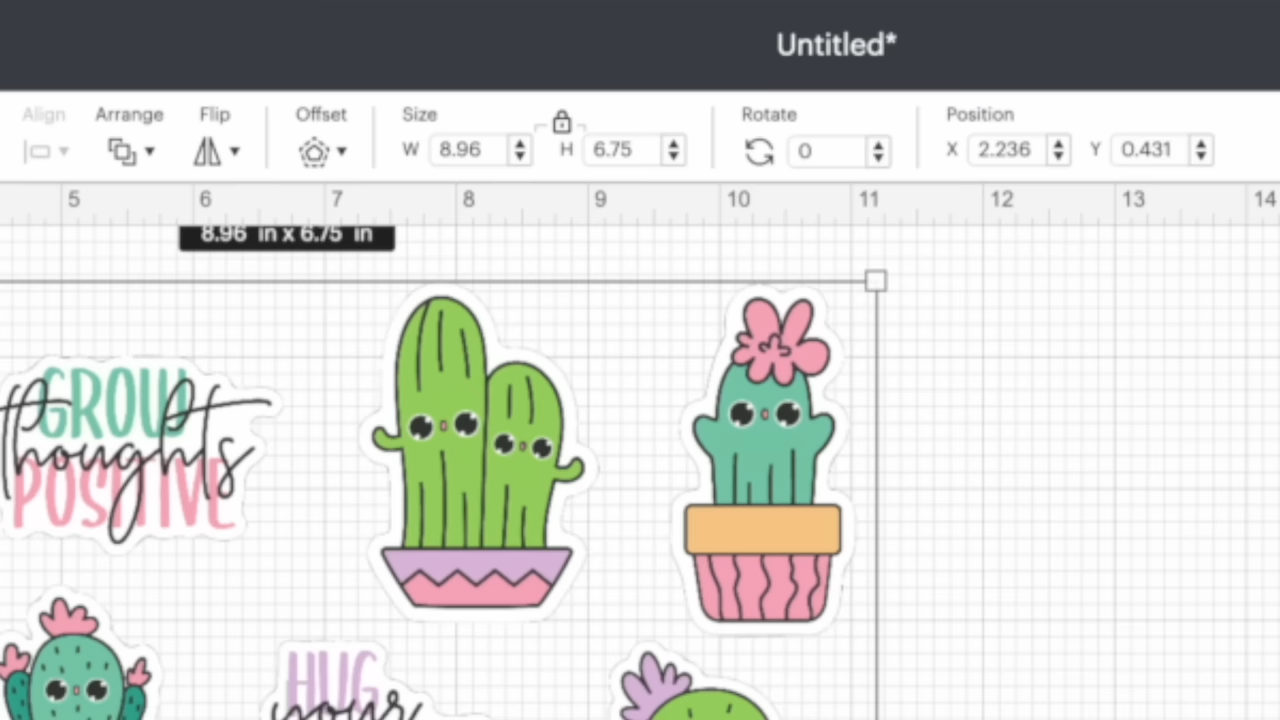 Untitled*
Align Arrange Flip Offset Size Rotate Position
W 8.96 H 6.75 0 X 2.236 Y 0.431
5 6 7 8 9 10 11 12 13 14
8.96 in x 6.75 in
GROW
thoughts
POSITIVE
HUG
your